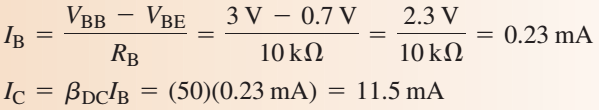 I_B = (V_BB − V_BE) / R_B = (3 V − 0.7 V) / 10 kΩ = 2.3 V / 10 kΩ = 0.23 mA
I_C = β_DC I_B = (50)(0.23 mA) = 11.5 mA